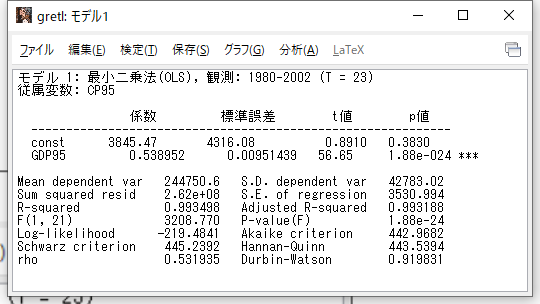 gretl: モデル1
ファイル 編集(E) 検定(T) 保存(S) グラフ(G) 分析(A) LaTeX
モデル 1: 最小二乗法(OLS), 観測: 1980-2002 (T = 23)
従属変数: CP95
係数 標準誤差 t値 p値
const 3845.47 4316.08 0.8910 0.3830
GDP95 0.538952 0.00951439 56.65 1.88e-024 ***
Mean dependent var 244750.6 S.D. dependent var 42783.02
Sum squared resid 2.62e+08 S.E. of regression 3530.994
R-squared 0.993498 Adjusted R-squared 0.993188
F(1, 21) 3208.770 P-value(F) 1.88e-24
Log-likelihood -219.4841 Akaike criterion 442.9682
Schwarz criterion 445.2392 Hannan-Quinn 443.5394
rho 0.531935 Durbin-Watson 0.919831